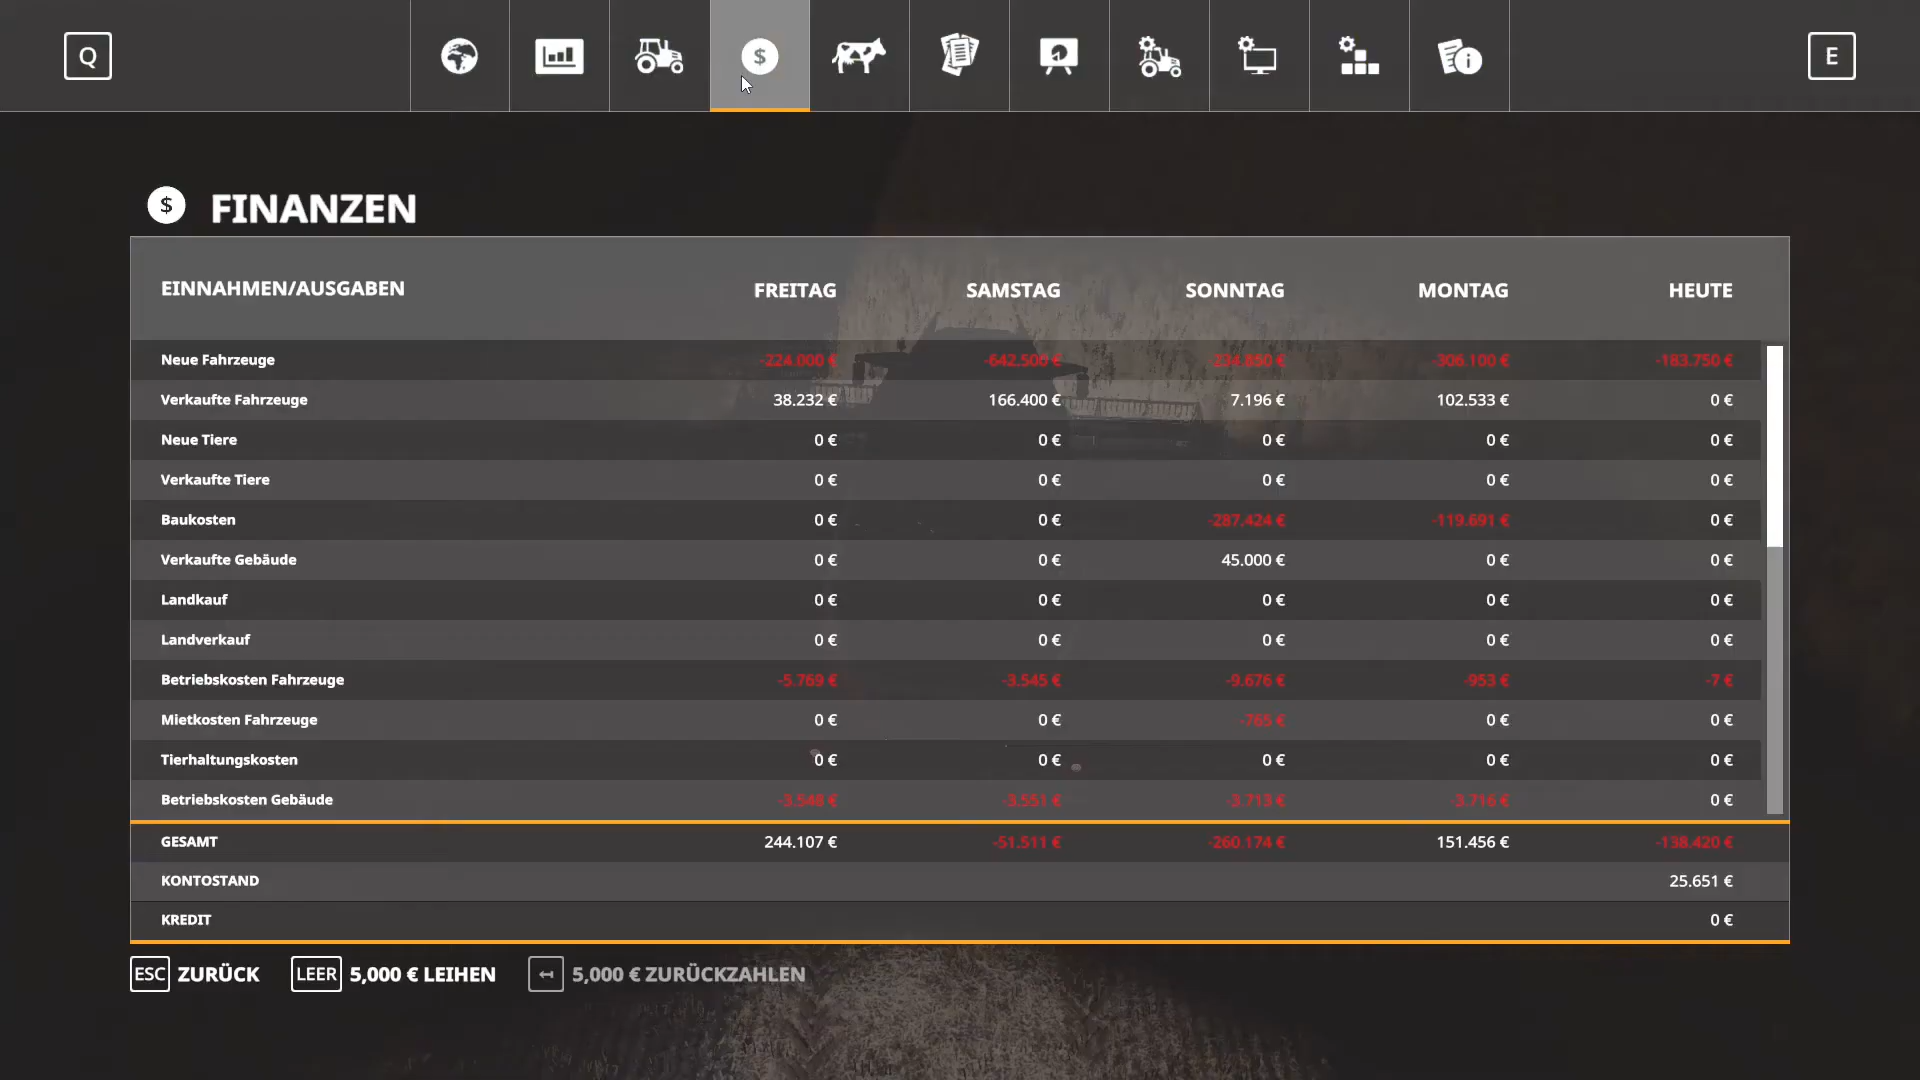 Q
E
FINANZEN
EINNAHMEN/AUSGABEN FREITAG SAMSTAG SONNTAG MONTAG HEUTE
Neue Fahrzeuge -224.000 € -642.500 € -234.850 € -306.100 € -183.750 €
Verkaufte Fahrzeuge 38.232 € 166.400 € 7.196 € 102.533 € 0 €
Neue Tiere 0 € 0 € 0 € 0 € 0 €
Verkaufte Tiere 0 € 0 € 0 € 0 € 0 €
Baukosten 0 € 0 € -287.424 € -119.691 € 0 €
Verkaufte Gebäude 0 € 0 € 45.000 € 0 € 0 €
Landkauf 0 € 0 € 0 € 0 € 0 €
Landverkauf 0 € 0 € 0 € 0 € 0 €
Betriebskosten Fahrzeuge -5.769 € -3.545 € -9.676 € -953 € -7 €
Mietkosten Fahrzeuge 0 € 0 € -765 € 0 € 0 €
Tierhaltungskosten 0 € 0 € 0 € 0 € 0 €
Betriebskosten Gebäude -3.548 € -3.551 € -3.713 € -3.716 € 0 €
GESAMT 244.107 € -51.511 € -260.174 € 151.456 € -138.420 €
KONTOSTAND 25.651 €
KREDIT 0 €
ESC ZURÜCK LEER 5,000 € LEIHEN 5,000 € ZURÜCKZAHLEN